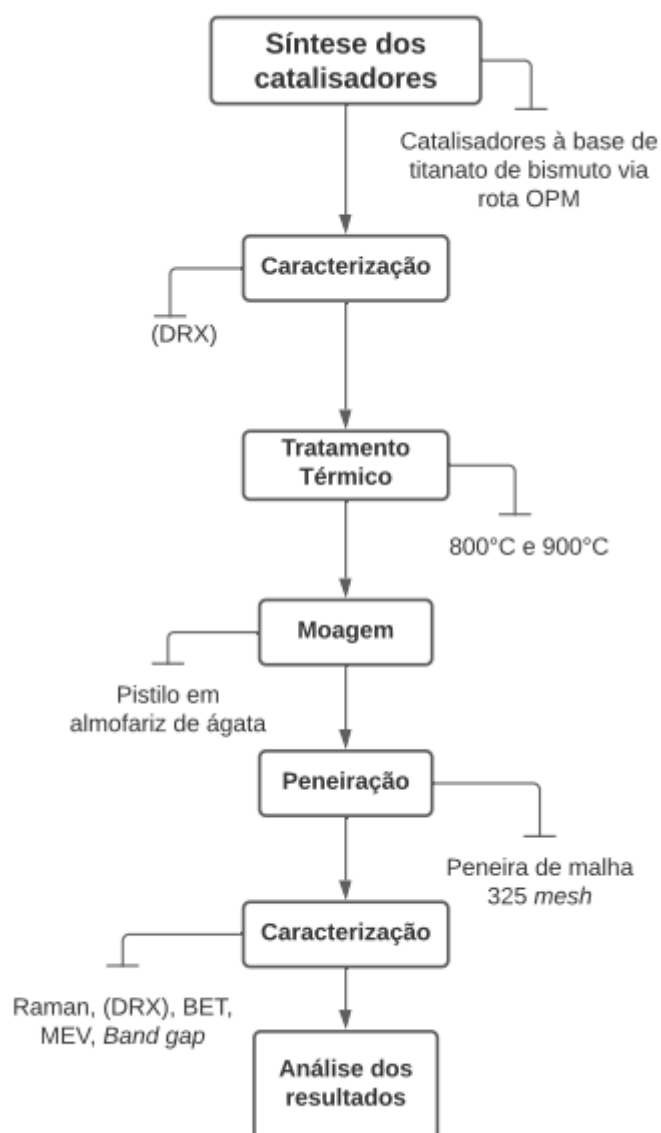 Síntese dos
catalisadores
Catalisadores à base de
titanato de bismuto via
rota OPM
Caracterização
(DRX)
Tratamento
Térmico
800°C e 900°C
Moagem
Pistilo em
almofariz de ágata
Peneiração
Peneira de malha
325 mesh
Caracterização
Raman, (DRX), BET,
MEV, Band gap
Análise dos
resultados